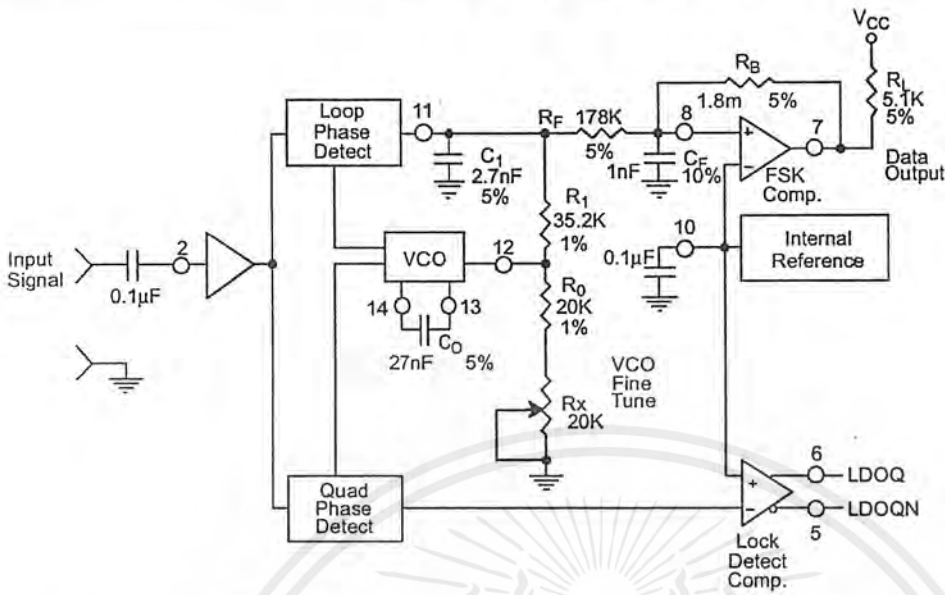 VCC
RB
1.8m 5%
RL
5.1K
5%
Loop
Phase
Detect
11
RF 178K
5%
8
7
+
−
FSK
Comp.
Data
Output
C1
2.7nF
5%
1nF
CF
10%
R1
35.2K
1%
10
0.1µF
Internal
Reference
Input
Signal
0.1µF
2
VCO
12
14
13
CO
27nF 5%
R0
20K
1%
VCO
Fine
Tune
Rx
20K
Quad
Phase
Detect
+
−
6
LDOQ
5
LDOQN
Lock
Detect
Comp.